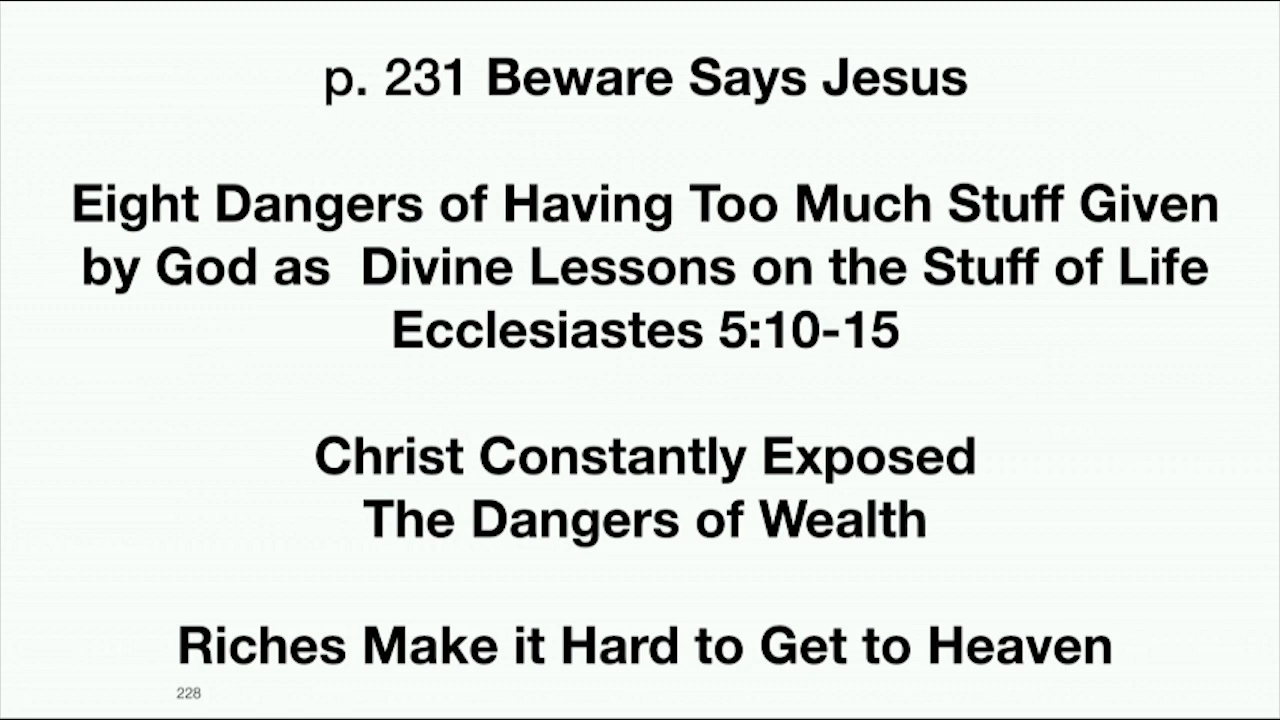 p. 231 Beware Says Jesus
Eight Dangers of Having Too Much Stuff Given
by God as  Divine Lessons on the Stuff of Life
Ecclesiastes 5:10-15
Christ Constantly Exposed
The Dangers of Wealth
Riches Make it Hard to Get to Heaven
228